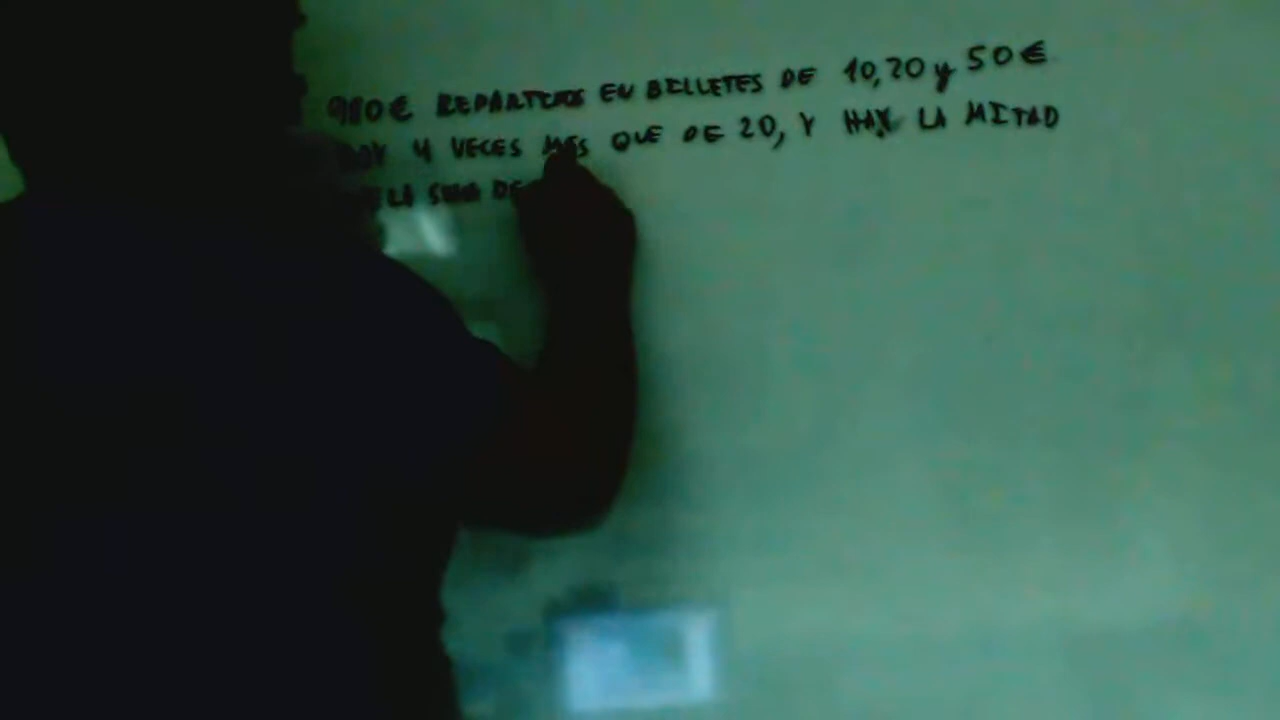 980€ REPARTIDOS EN BILLETES DE 10, 20 y 50€
4 VECES MÁS QUE DE 20, Y HAY LA MITAD
LA SUMA DE